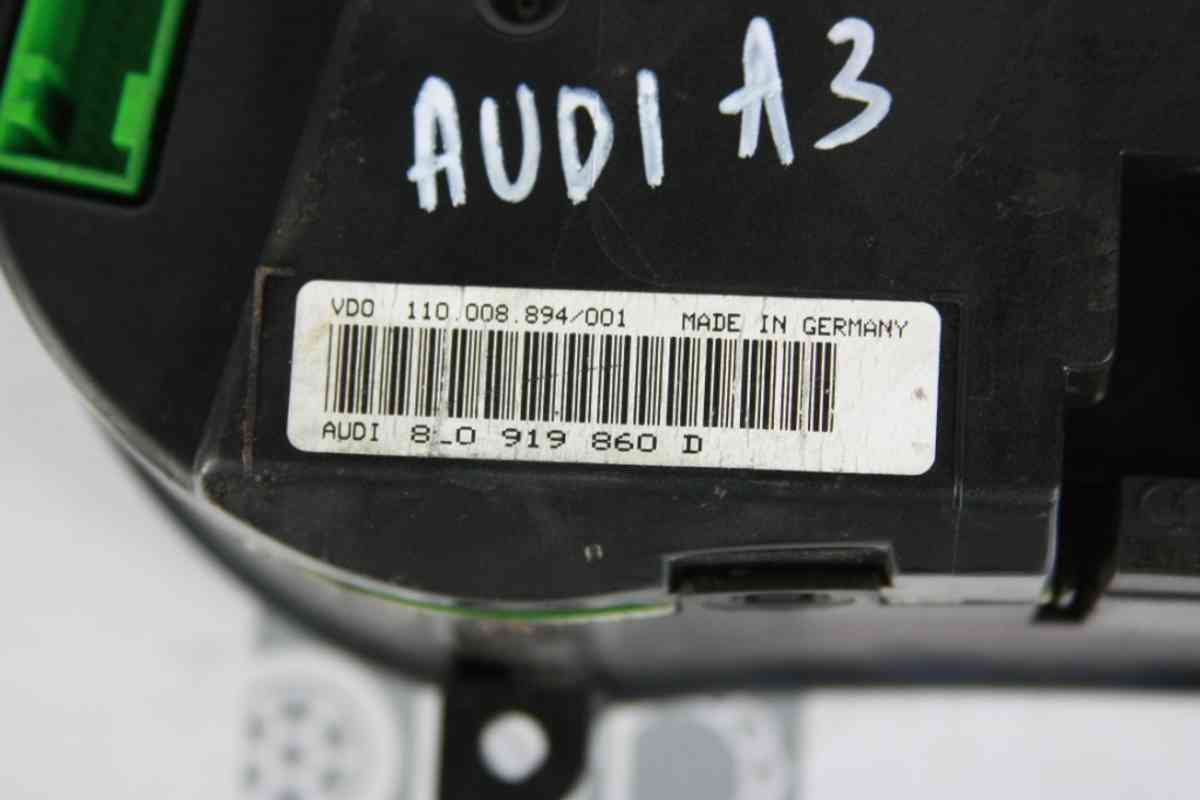 AUDI A3
VDO 110.008.894/001 MADE IN GERMANY
AUDI 8L0 919 860 D